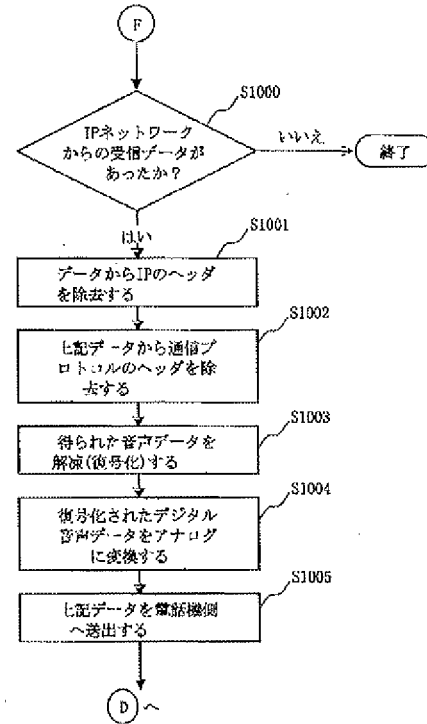 F
S1000
IPネットワーク
からの受信データが
あったか?
いいえ
終了
はい
S1001
データからIPのヘッダ
を除去する
S1002
上記データから通信プ
ロトコルのヘッダを除
去する
S1003
得られた音声データを
解凍(復号化)する
S1004
復号化されたデジタル
音声データをアナログ
に変換する
S1005
上記データを電話機側
へ送出する
D へ